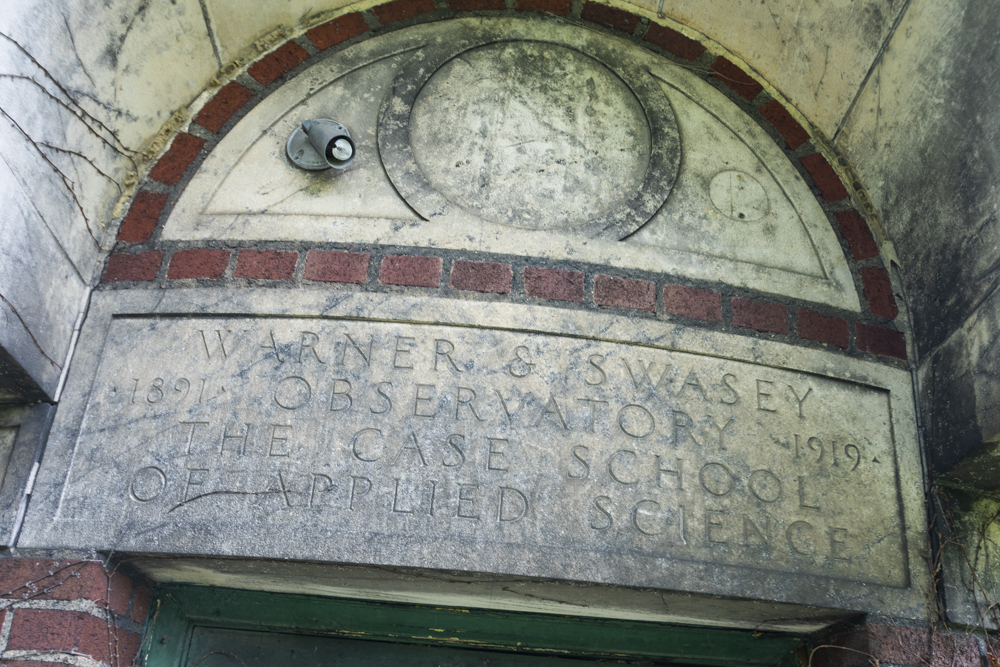 WARNER & SWASEY
·1891· OBSERVATORY ·1919·
THE CASE SCHOOL
OF APPLIED SCIENCE